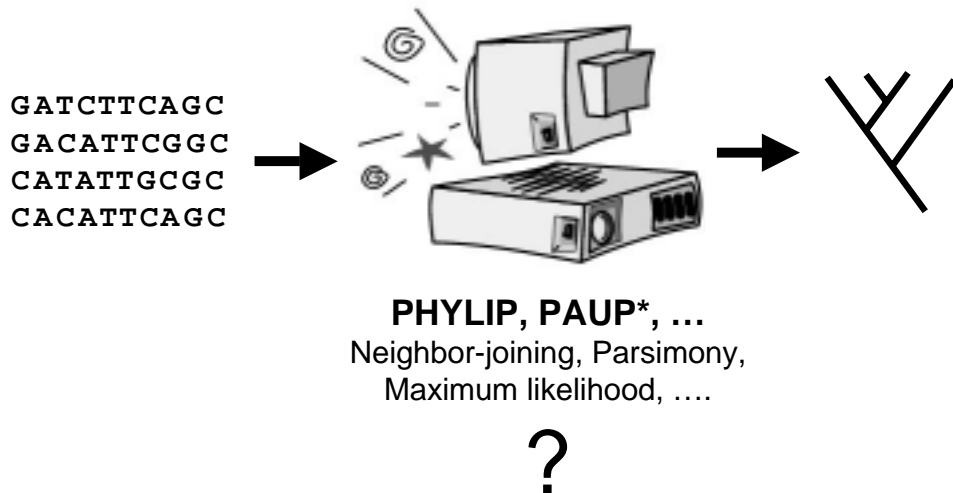 GATCTTCAGC
GACATTCGGC
CATATTGCGC
CACATTCAGC
PHYLIP, PAUP*, …
Neighbor-joining, Parsimony,
Maximum likelihood, ….
?